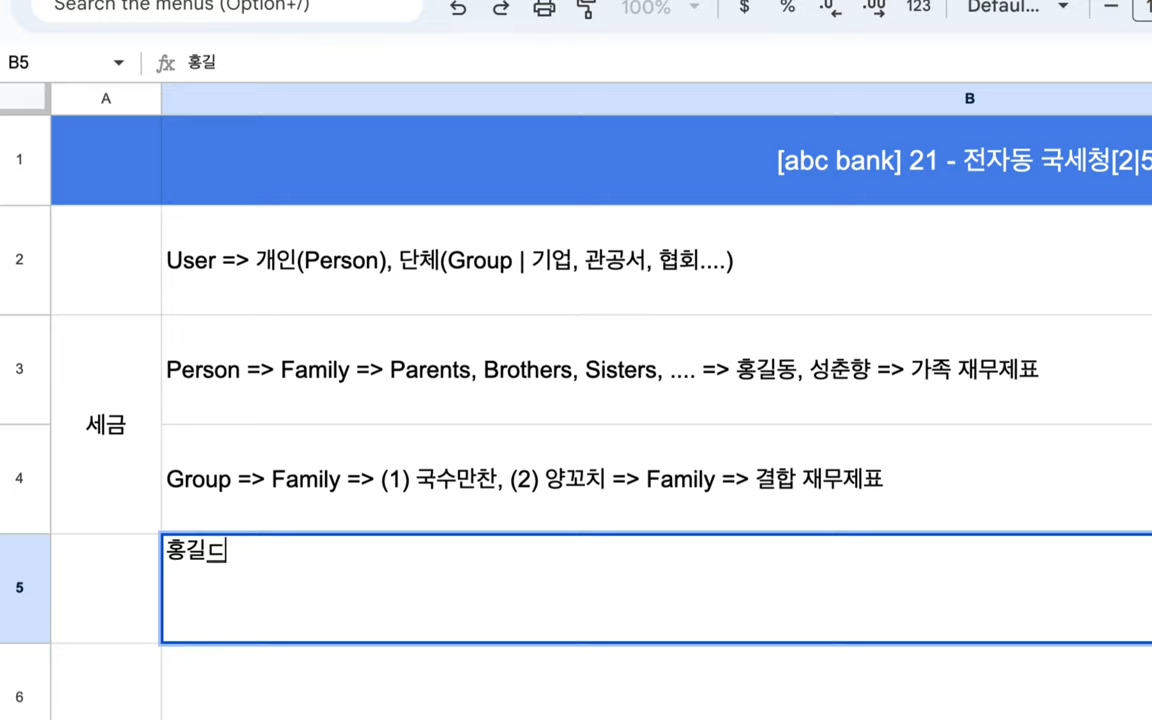 Search the menus (Option+/)
100%
$ % .0 .00 123
Defaul...
B5
fx 홍길
A
B
1
[abc bank] 21 - 전자동 국세청[2|5
2
User => 개인(Person), 단체(Group | 기업, 관공서, 협회....)
3
Person => Family => Parents, Brothers, Sisters, .... => 홍길동, 성춘향 => 가족 재무제표
세금
4
Group => Family => (1) 국수만찬, (2) 양꼬치 => Family => 결합 재무제표
5
홍길ㄷ
6